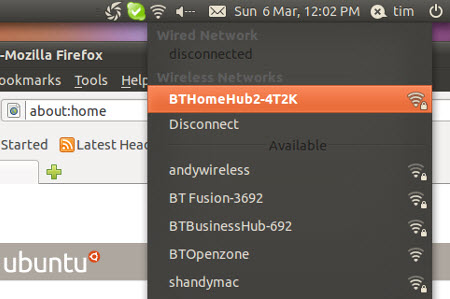 Sun 6 Mar, 12:02 PM tim
-Mozilla Firefox
Wired Network
disconnected
ookmarks Tools Help
Wireless Networks
BTHomeHub2-4T2K
about:home
Disconnect
Started Latest Head
Available
andywireless
BT Fusion-3692
BTBusinessHub-692
BTOpenzone
ubuntu
shandymac